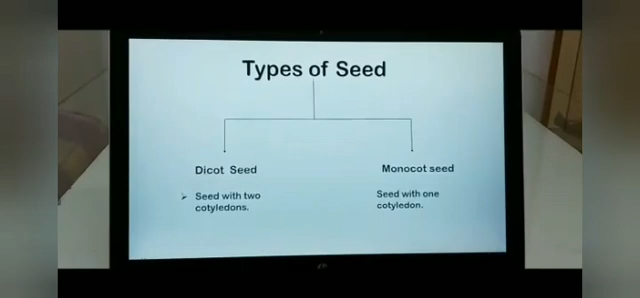 Types of Seed
Dicot Seed
Monocot seed
➢ Seed with two
cotyledons.
Seed with one
cotyledon.